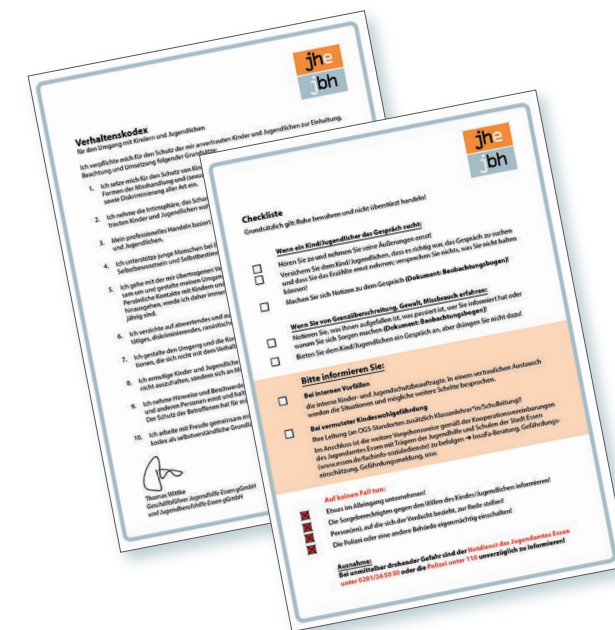 jhe
jbh
Verhaltenskodex
für den Umgang mit Kindern und Jugendlichen
Ich verpflichte mich für den Schutz der mir anvertrauten Kinder und Jugendlichen zur Einhaltung,
Beachtung und Umsetzung folgender Grundsätze:
1. Ich setze mich für den Schutz von
Formen der Misshandlung und
sowie Diskriminierung aller Art ein.
2. Ich nehme die Intimsphäre, das
trauten Kinder und Jugendlichen
3. Mein professionelles Handeln basiert
und Jugendlichen.
4. Ich unterstütze junge Menschen bei
Selbstbewusstsein und
5. Ich gehe mit der mir übertragenen
sam um und gestalte meinen
Persönliche Kontakte mit Kindern und
hinausgehen, werde ich daher
jährig sind.
6. Ich verzichte auf abwertendes und
tätiges, diskriminierendes,
7. Ich gestalte den Umgang und die
tionen, die sich nicht mit dem
8. Ich ermutige Kinder und Jugendliche
nicht auszuhalten, sondern sich an
9. Ich nehme Hinweise und
und anderen Personen ernst und
Der Schutz der Betroffenen hat für
10. Ich arbeite mit Freude gemeinsam
kodex als selbstverständliche
Thomas Wittke
Geschäftsführer Jugendhilfe Essen gGmbH
und Jugendberufshilfe Essen gGmbH
jhe
jbh
Checkliste
Grundsätzlich gilt: Ruhe bewahren und nicht überstürzt handeln!
Wenn ein Kind/Jugendlicher das Gespräch sucht:
Hören Sie zu und nehmen Sie seine Äußerungen ernst!
Versichern Sie dem Kind/Jugendlichen, dass es richtig war, das Gespräch zu suchen
und dass Sie das Erzählte ernst nehmen; versprechen Sie nichts, was Sie nicht halten
können!
Machen Sie sich Notizen zu dem Gespräch (Dokument: Beobachtungsbogen)!
Wenn Sie von Grenzüberschreitung, Gewalt, Missbrauch erfahren:
Notieren Sie, was Ihnen aufgefallen ist, was passiert ist, wer Sie informiert hat oder
warum Sie sich Sorgen machen (Dokument: Beobachtungsbogen)!
Bieten Sie dem Kind/Jugendlichen ein Gespräch an, aber drängen Sie nicht dazu!
Bitte informieren Sie:
Bei internen Vorfällen
die interne Kinder- und Jugendschutzbeauftragte. In einem vertraulichen Austausch
werden die Situationen und mögliche weitere Schritte besprochen.
Bei vermuteter Kindeswohlgefährdung
Ihre Leitung (an OGS-Standorten zusätzlich Klassenlehrer*in/Schulleitung)!
Im Anschluss ist die weitere Vorgehensweise gemäß der Kooperationsvereinbarungen
des Jugendamtes Essen mit Trägern der Jugendhilfe und Schulen der Stadt Essen
(www.essen.de/fachinfo-sozialedienste) zu befolgen → InsoFa-Beratung, Gefährdungs-
einschätzung, Gefährdungsmeldung, usw.
Auf keinen Fall tun:
Etwas im Alleingang unternehmen!
Die Sorgeberechtigten gegen den Willen des Kindes/Jugendlichen informieren!
Person(en), auf die sich der Verdacht bezieht, zur Rede stellen!
Die Polizei oder eine andere Behörde eigenmächtig einschalten!
Ausnahme:
Bei unmittelbar drohender Gefahr sind der Notdienst des Jugendamtes Essen
unter 0201/26 50 50 oder die Polizei unter 110 unverzüglich zu informieren!